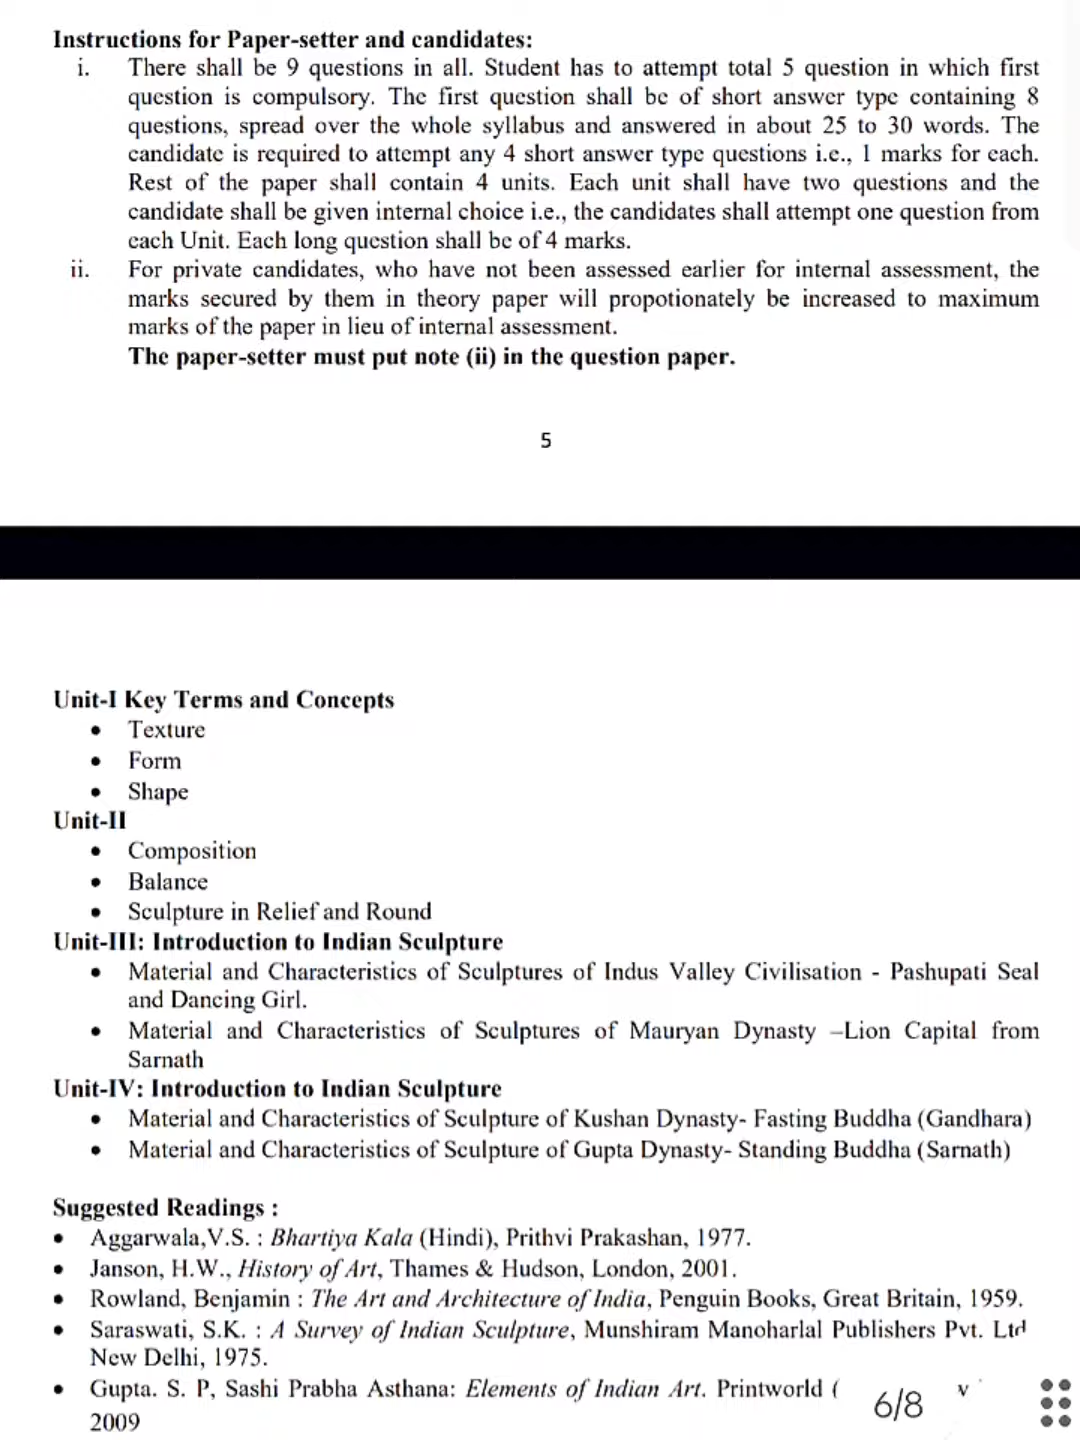 Instructions for Paper-setter and candidates:
i. There shall be 9 questions in all. Student has to attempt total 5 question in which first
question is compulsory. The first question shall be of short answer type containing 8
questions, spread over the whole syllabus and answered in about 25 to 30 words. The
candidate is required to attempt any 4 short answer type questions i.e., 1 marks for each.
Rest of the paper shall contain 4 units. Each unit shall have two questions and the
candidate shall be given internal choice i.e., the candidates shall attempt one question from
each Unit. Each long question shall be of 4 marks.
ii. For private candidates, who have not been assessed earlier for internal assessment, the
marks secured by them in theory paper will propotionately be increased to maximum
marks of the paper in lieu of internal assessment.
The paper-setter must put note (ii) in the question paper.
5
Unit-I Key Terms and Concepts
• Texture
• Form
• Shape
Unit-II
• Composition
• Balance
• Sculpture in Relief and Round
Unit-III: Introduction to Indian Sculpture
• Material and Characteristics of Sculptures of Indus Valley Civilisation - Pashupati Seal
and Dancing Girl.
• Material and Characteristics of Sculptures of Mauryan Dynasty –Lion Capital from
Sarnath
Unit-IV: Introduction to Indian Sculpture
• Material and Characteristics of Sculpture of Kushan Dynasty- Fasting Buddha (Gandhara)
• Material and Characteristics of Sculpture of Gupta Dynasty- Standing Buddha (Sarnath)
Suggested Readings :
• Aggarwala,V.S. : Bhartiya Kala (Hindi), Prithvi Prakashan, 1977.
• Janson, H.W., History of Art, Thames & Hudson, London, 2001.
• Rowland, Benjamin : The Art and Architecture of India, Penguin Books, Great Britain, 1959.
• Saraswati, S.K. : A Survey of Indian Sculpture, Munshiram Manoharlal Publishers Pvt. Ltd
New Delhi, 1975.
• Gupta. S. P, Sashi Prabha Asthana: Elements of Indian Art. Printworld (
2009
6/8